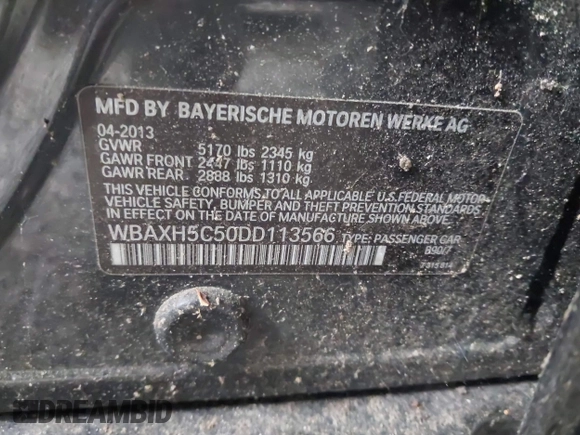 MFD BY BAYERISCHE MOTOREN WERKE AG
04-2013
GVWR 5170 lbs 2345 kg
GAWR FRONT 2447 lbs 1110 kg
GAWR REAR 2888 lbs 1310 kg
THIS VEHICLE CONFORMS TO ALL APPLICABLE U.S.FEDERAL MOTOR
VEHICLE SAFETY, BUMPER AND THEFT PREVENTION STANDARDS
IN EFFECT ON THE DATE OF MANUFACTURE SHOWN ABOVE.
WBAXH5C50DD113566 TYPE: PASSENGER CAR
DREAMBID